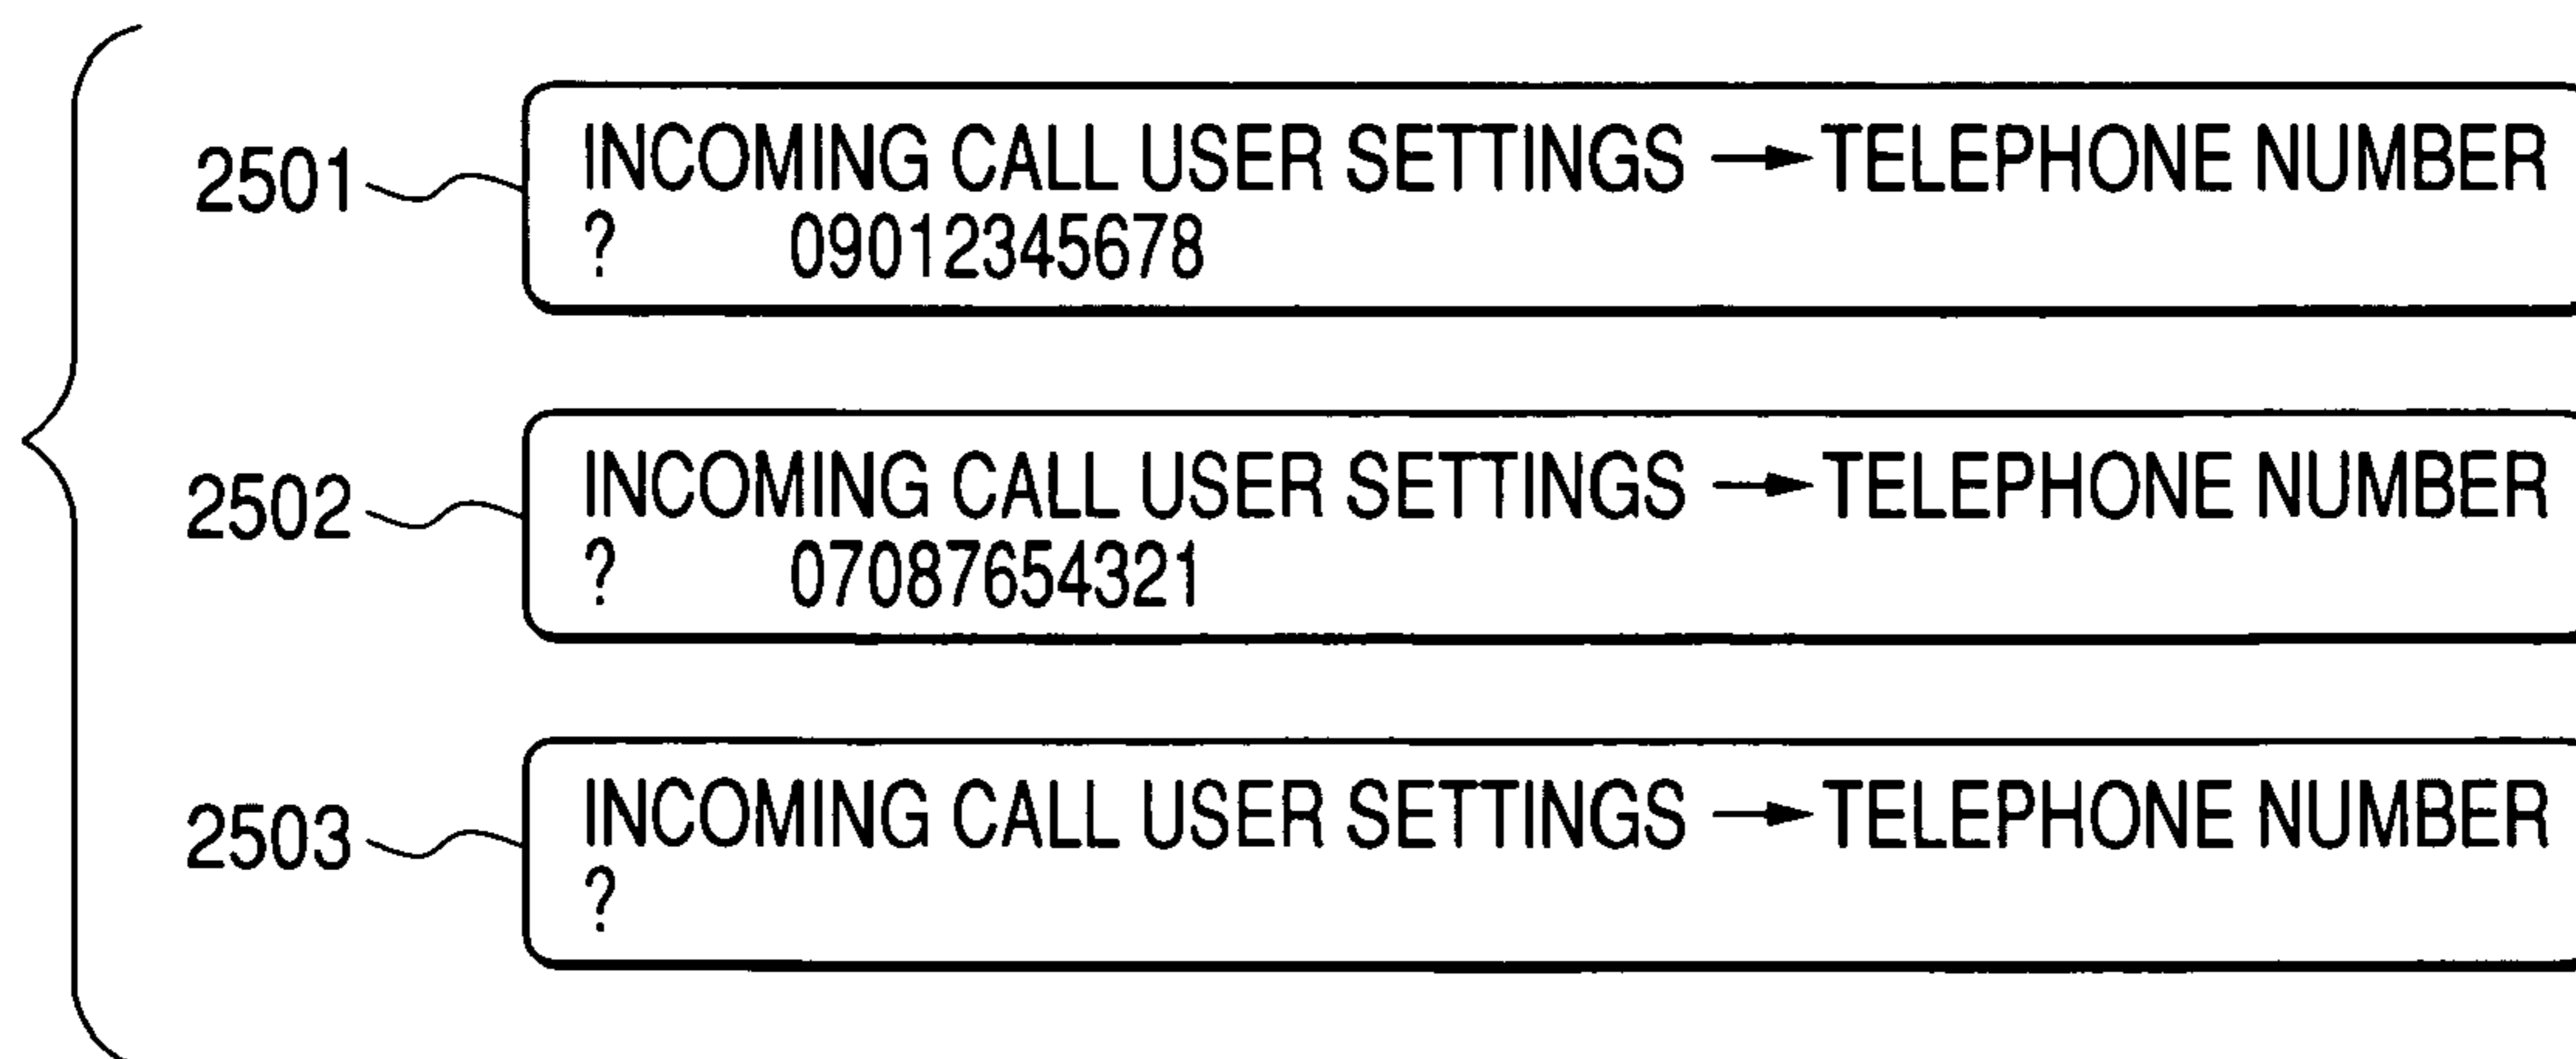 2501
INCOMING CALL USER SETTINGS → TELEPHONE NUMBER
? 09012345678
2502
INCOMING CALL USER SETTINGS → TELEPHONE NUMBER
? 07087654321
2503
INCOMING CALL USER SETTINGS → TELEPHONE NUMBER
?